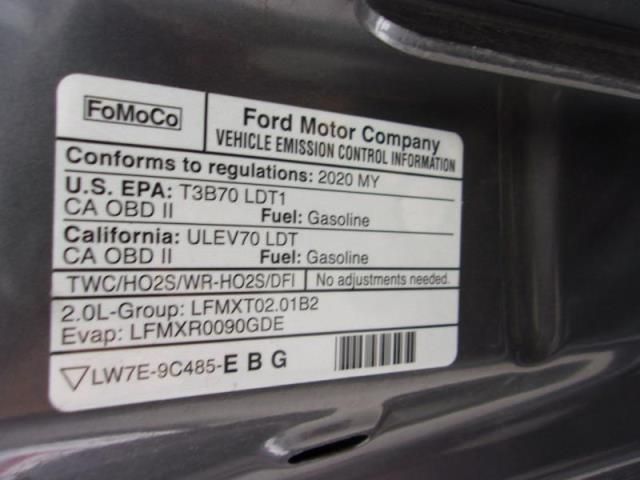 FoMoCo
Ford Motor Company
VEHICLE EMISSION CONTROL INFORMATION
Conforms to regulations: 2020 MY
U.S. EPA: T3B70 LDT1
CA OBD II Fuel: Gasoline
California: ULEV70 LDT
CA OBD II Fuel: Gasoline
TWC/HO2S/WR-HO2S/DFI No adjustments needed.
2.0L-Group: LFMXT02.01B2
Evap: LFMXR0090GDE
LW7E-9C485-E B G